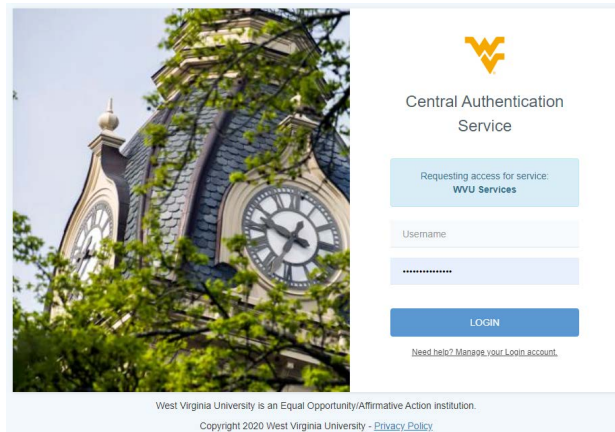 Central Authentication
Service
Requesting access for service:
WVU Services
Username
•••••••••••••••
LOGIN
Need help? Manage your Login account.
West Virginia University is an Equal Opportunity/Affirmative Action institution.
Copyright 2020 West Virginia University - Privacy Policy